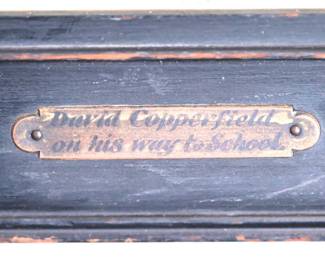 David Copperfield
on his way to School.